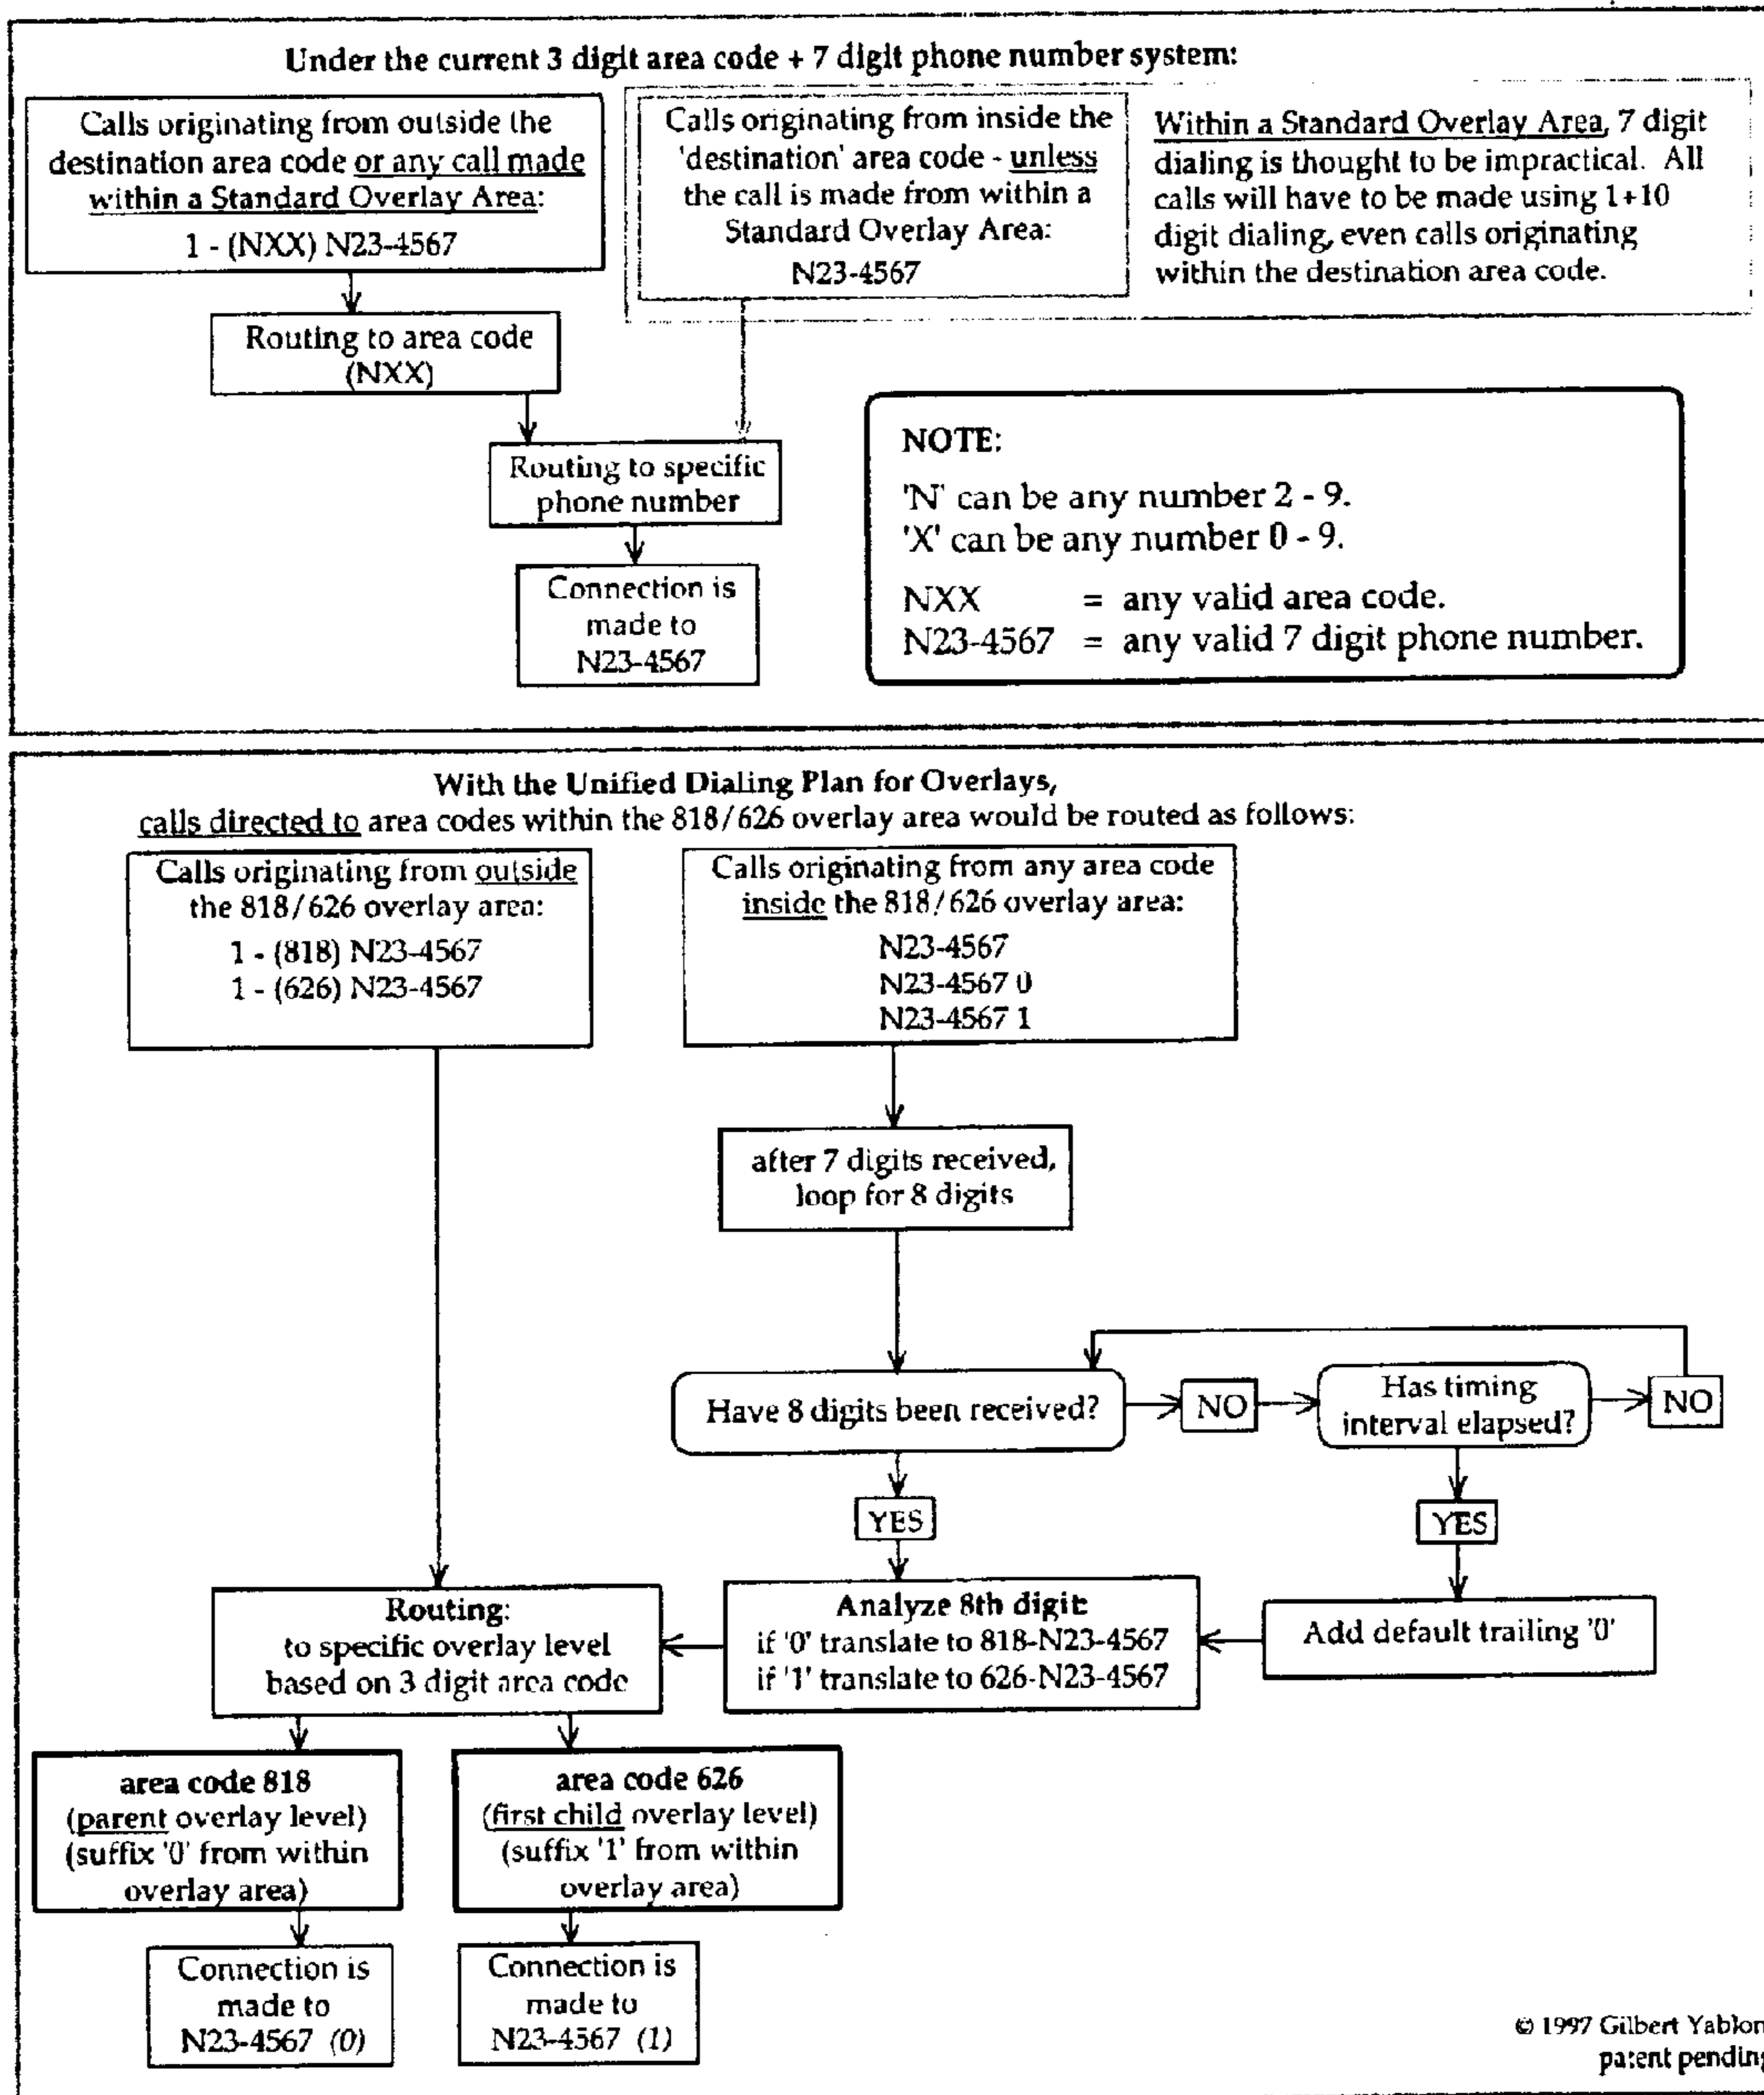 Under the current 3 digit area code + 7 digit phone number system:
Calls originating from outside the
destination area code or any call made
within a Standard Overlay Area:
1 - (NXX) N23-4567
Calls originating from inside the
'destination' area code - unless
the call is made from within a
Standard Overlay Area:
N23-4567
Within a Standard Overlay Area, 7 digit
dialing is thought to be impractical. All
calls will have to be made using 1+10
digit dialing, even calls originating
within the destination area code.
Routing to area code
(NXX)
Routing to specific
phone number
Connection is
made to
N23-4567
NOTE:
'N' can be any number 2 - 9.
'X' can be any number 0 - 9.
NXX = any valid area code.
N23-4567 = any valid 7 digit phone number.
With the Unified Dialing Plan for Overlays,
calls directed to area codes within the 818/626 overlay area would be routed as follows:
Calls originating from outside
the 818/626 overlay area:
1 - (818) N23-4567
1 - (626) N23-4567
Calls originating from any area code
inside the 818/626 overlay area:
N23-4567
N23-4567 0
N23-4567 1
after 7 digits received,
loop for 8 digits
Have 8 digits been received?
NO
Has timing
interval elapsed?
NO
YES
YES
Routing:
to specific overlay level
based on 3 digit area code
Analyze 8th digit:
if '0' translate to 818-N23-4567
if '1' translate to 626-N23-4567
Add default trailing '0'
area code 818
(parent overlay level)
(suffix '0' from within
overlay area)
area code 626
(first child overlay level)
(suffix '1' from within
overlay area)
Connection is
made to
N23-4567 (0)
Connection is
made to
N23-4567 (1)
© 1997 Gilbert Yablon
patent pending